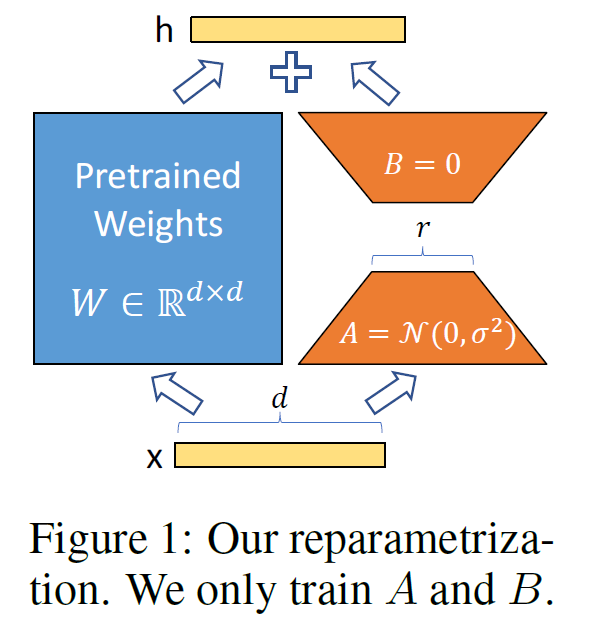 h
Pretrained
Weights
W ∈ ℝ^{d×d}
B = 0
r
A = 𝒩(0, σ²)
d
x
Figure 1: Our reparametriza-
tion. We only train A and B.